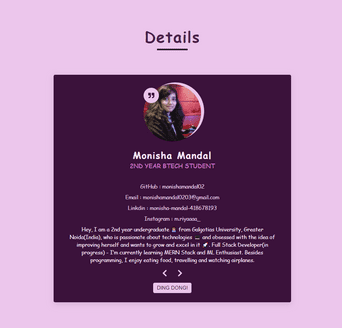 Details
Monisha Mandal
2ND YEAR BTECH STUDENT
GitHub : monishamandal02
Email : monishamandal0203@gmail.com
Linkdin : monisha-mandal-418678193
Instagram : m.riyaaaa_
Hey, I am a 2nd year undergraduate from Galgotias University, Greater
Noida(India), who is passionate about technologies and obsessed with the idea of
improving herself and wants to grow and excel in it . Full Stack Developer(in
progress) - I'm currently learning MERN Stack and ML Enthusiast. Besides
programming, I enjoy eating food, travelling and watching airplanes.
DING DONG!